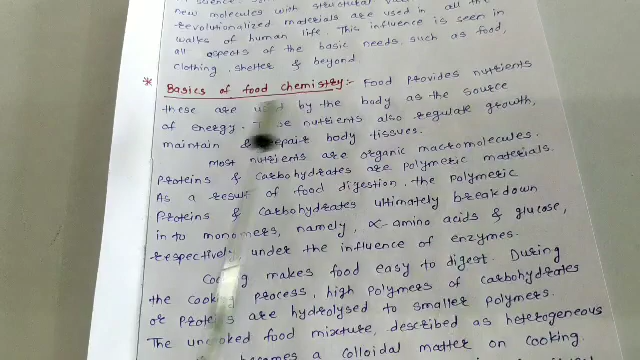 new molecules with structural
revolutionalized materials are used in all the
walks of human life. This influence is seen in
all aspects of the basic needs, such as food,
clothing, shelter & beyond
* Basics of food chemistry:- Food provides nutrients
these are used by the body as the source
of energy. These nutrients also regulate growth,
maintain & repair body tissues.
Most nutrients are organic macromolecules.
Proteins & carbohydrates are polymeric materials.
As a result of food digestion, the polymeric
proteins & carbohydrates ultimately breakdown
in to monomers, namely, α-amino acids & glucose,
respectively under the influence of enzymes.
Cooking makes food easy to digest. During
the cooking process, high polymers of carbohydrates
or proteins are hydrolysed to smaller polymers.
The uncooked food mixture, described as heterogeneous
becomes a colloidal matter on cooking.